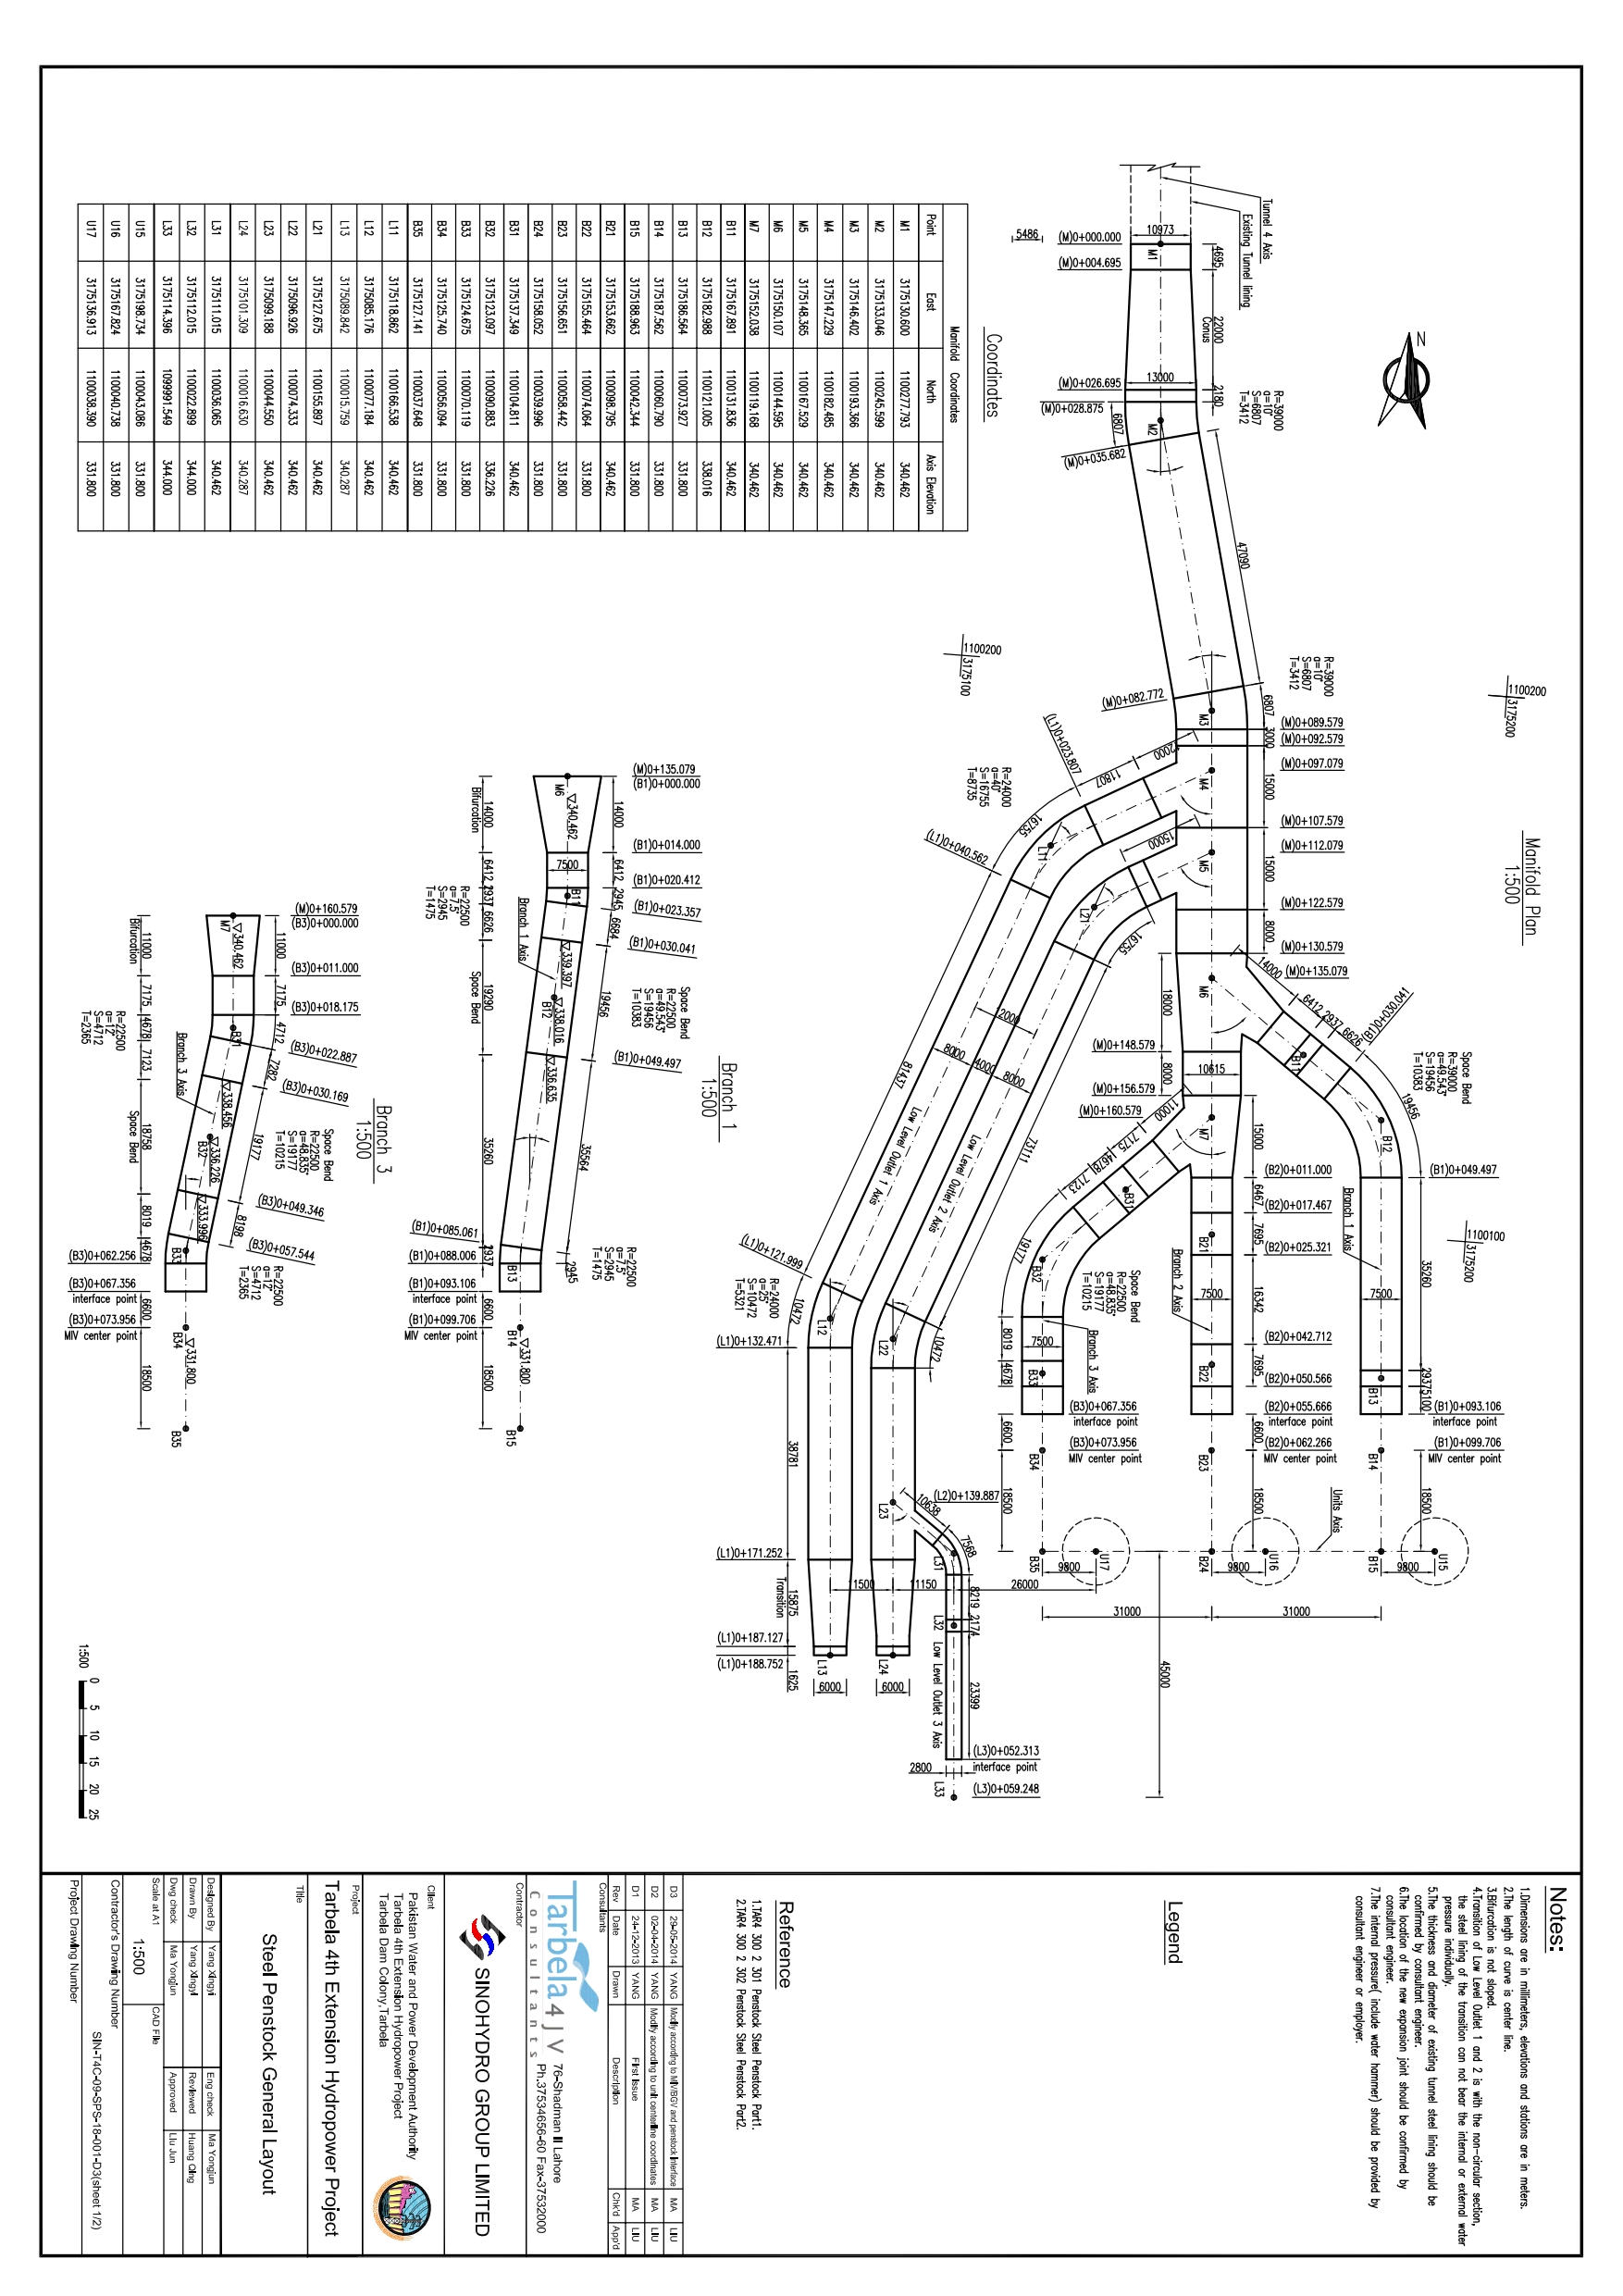 Manifold Plan
1:500
N
Tunnel 4 Axis
Existing Tunnel lining
10973
5486
(M)0+000.000
(M)0+004.695
4695
22000
Conus
(M)0+026.695
(M)0+028.875
13000
2180
6807
(M)0+035.682
R=39000
α=10°
S=6807
T=3412
M1
M2
47090
(M)0+082.772
R=39000
α=10°
S=6807
T=3412
6807
3000
M3
(M)0+089.579
(M)0+092.579
(M)0+097.079
15000
M4
(M)0+107.579
(M)0+112.079
15000
M5
(M)0+122.579
8000
(M)0+130.579
(M)0+135.079
M6
1100200
3175200
1100200
3175100
1100100
3175200
12000
11807
(L1)0+023.807
R=24000
α=40°
S=16755
T=8735
16755
(L1)0+040.562
L11
15000
L21
16755
12000
8000
4000
8000
81437
73111
Low Level Outlet 1 Axis
Low Level Outlet 2 Axis
(L1)0+121.999
R=24000
α=25°
S=10472
T=5321
10472
10472
(L1)0+132.471
L12
L22
38781
(L1)0+171.252
15875
Transition
(L1)0+187.127
(L1)0+188.752
1625
L13
L24
6000
6000
L23
(L2)0+139.887
10638
7568
L31
11500
11150
26000
8219
2174
L32
Low Level Outlet 3 Axis
23399
(L3)0+052.313
interface point
(L3)0+059.248
2800
L33
45000
14000
6412
2937
6626
(B1)0+030.041
B11
Space Bend
R=39000
α=49.543°
S=19456
T=10383
19456
B12
(B1)0+049.497
Branch 1 Axis
35260
7500
2937
5100
B13
(B1)0+093.106
interface point
(B1)0+099.706
MIV center point
B14
18500
Units Axis
B15
U15
9800
18000
(M)0+148.579
8000
10615
(M)0+156.579
(M)0+160.579
M7
15000
(B2)0+011.000
6467
(B2)0+017.467
7695
B21
(B2)0+025.321
16342
7500
Branch 2 Axis
(B2)0+042.712
7695
B22
(B2)0+050.566
(B2)0+055.666
interface point
6600
(B2)0+062.266
MIV center point
B23
18500
B24
U16
9800
11000
7175
4678
7123
B31
19177
B32
Space Bend
R=22500
α=48.835°
S=19177
T=10215
Branch 3 Axis
8019
7500
4678
B33
(B3)0+067.356
interface point
6600
(B3)0+073.956
MIV center point
B34
18500
B35
U17
9800
31000
31000
Coordinates
Manifold Coordinates
Point East North Axis Elevation
M1 3175130.600 1100277.793 340.462
M2 3175133.046 1100245.599 340.462
M3 3175146.402 1100193.366 340.462
M4 3175147.229 1100182.485 340.462
M5 3175148.365 1100167.529 340.462
M6 3175150.107 1100144.595 340.462
M7 3175152.038 1100119.168 340.462
B11 3175167.891 1100131.836 340.462
B12 3175182.988 1100121.005 338.016
B13 3175186.564 1100073.927 331.800
B14 3175187.562 1100060.790 331.800
B15 3175188.963 1100042.344 331.800
B21 3175153.662 1100098.795 340.462
B22 3175155.464 1100074.064 331.800
B23 3175156.651 1100058.442 331.800
B24 3175158.052 1100039.996 331.800
B31 3175137.349 1100104.811 340.462
B32 3175123.097 1100090.883 336.226
B33 3175124.675 1100070.119 331.800
B34 3175125.740 1100056.094 331.800
B35 3175127.141 1100037.648 331.800
L11 3175118.862 1100166.538 340.462
L12 3175085.176 1100077.184 340.462
L13 3175089.842 1100015.759 340.287
L21 3175127.675 1100155.897 340.462
L22 3175096.926 1100074.333 340.462
L23 3175099.188 1100044.550 340.462
L24 3175101.309 1100016.630 340.287
L31 3175111.015 1100036.065 340.462
L32 3175112.015 1100022.899 344.000
L33 3175114.396 1099991.549 344.000
U15 3175198.734 1100043.086 331.800
U16 3175167.824 1100040.738 331.800
U17 3175136.913 1100038.390 331.800
Branch 1
1:500
(M)0+135.079
(B1)0+000.000
14000
(B1)0+014.000
6412
(B1)0+020.412
2945
(B1)0+023.357
6684
(B1)0+030.041
19456
(B1)0+049.497
M6
340.462
7500
B11
339.397
B12
338.016
336.635
Branch 1 Axis
Space Bend
R=22500
α=49.543°
S=19456
T=10383
35564
14000
Bifurcation
6412
2937
6626
19290
Space Bend
35260
R=22500
α=7.5°
S=2945
T=1475
(B1)0+085.061
(B1)0+088.006
(B1)0+093.106
interface point
(B1)0+099.706
MIV center point
2937
2945
R=22500
α=7.5°
S=2945
T=1475
B13
6600
B14
331.800
18500
B15
Branch 3
1:500
(M)0+160.579
(B3)0+000.000
11000
(B3)0+011.000
7175
(B3)0+018.175
4712
(B3)0+022.887
7282
(B3)0+030.169
19177
(B3)0+049.346
8198
(B3)0+057.544
M7
340.462
B31
338.456
B32
336.226
333.996
B33
Branch 3 Axis
Space Bend
R=22500
α=48.835°
S=19177
T=10215
11000
Bifurcation
7175
4678
7123
18758
Space Bend
8019
4678
R=22500
α=12°
S=4712
T=2365
R=22500
α=12°
S=4712
T=2365
(B3)0+062.256
(B3)0+067.356
interface point
(B3)0+073.956
MIV center point
6600
B34
331.800
18500
B35
1:500 0 5 10 15 20 25
Notes:
1.Dimensions are in millimeters, elevations and stations are in meters.
2.The length of curve is center line.
3.Bifurcation is not sloped.
4.Transition of Low Level Outlet 1 and 2 is with the non-circular section,
the steel lining of the transition can not bear the internal or external water
pressure individually.
5.The thickness and diameter of existing tunnel steel lining should be
confirmed by consultant engineer.
6.The location of the new expansion joint should be confirmed by
consultant engineer.
7.The internal pressure( include water hammer) should be provided by
consultant engineer or employer.
Legend
Reference
1.TAR4 300 2 301 Penstock Steel Penstock Part1.
2.TAR4 300 2 302 Penstock Steel Penstock Part2.
D3 29-05-2014 YANG Modify according to MIV/BGV and penstock interface MA LIU
D2 02-04-2014 YANG Modify according to unit centerline coordinates MA LIU
D1 24-12-2013 YANG First Issue MA LIU
Rev Date Drawn Description Chk'd App'd
Consultants
Tarbela 4 JV
Consultants
76-Shadman II Lahore
Ph.37534656-60 Fax-37532000
Contractor
SINOHYDRO GROUP LIMITED
Client
Pakistan Water and Power Development Authority
Tarbela 4th Extension Hydropower Project
Tarbela Dam Colony,Tarbela
Project
Tarbela 4th Extension Hydropower Project
Title
Steel Penstock General Layout
Designed By Yang Xingyi Eng check Ma Yongjun
Drawn By Yang Xingyi Reviewed Huang Qing
Dwg check Ma Yongjun Approved Liu Jun
Scale at A1
1:500
CAD File
Contractor's Drawing Number
SIN-T4C-09-SPS-18-001-D3(sheet 1/2)
Project Drawing Number